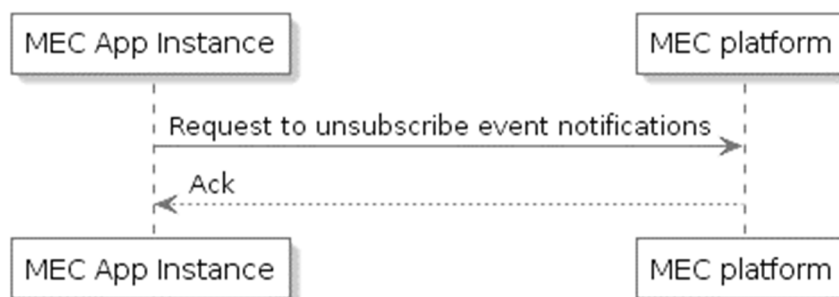 MEC App Instance
MEC platform
Request to unsubscribe event notifications
Ack
MEC App Instance
MEC platform